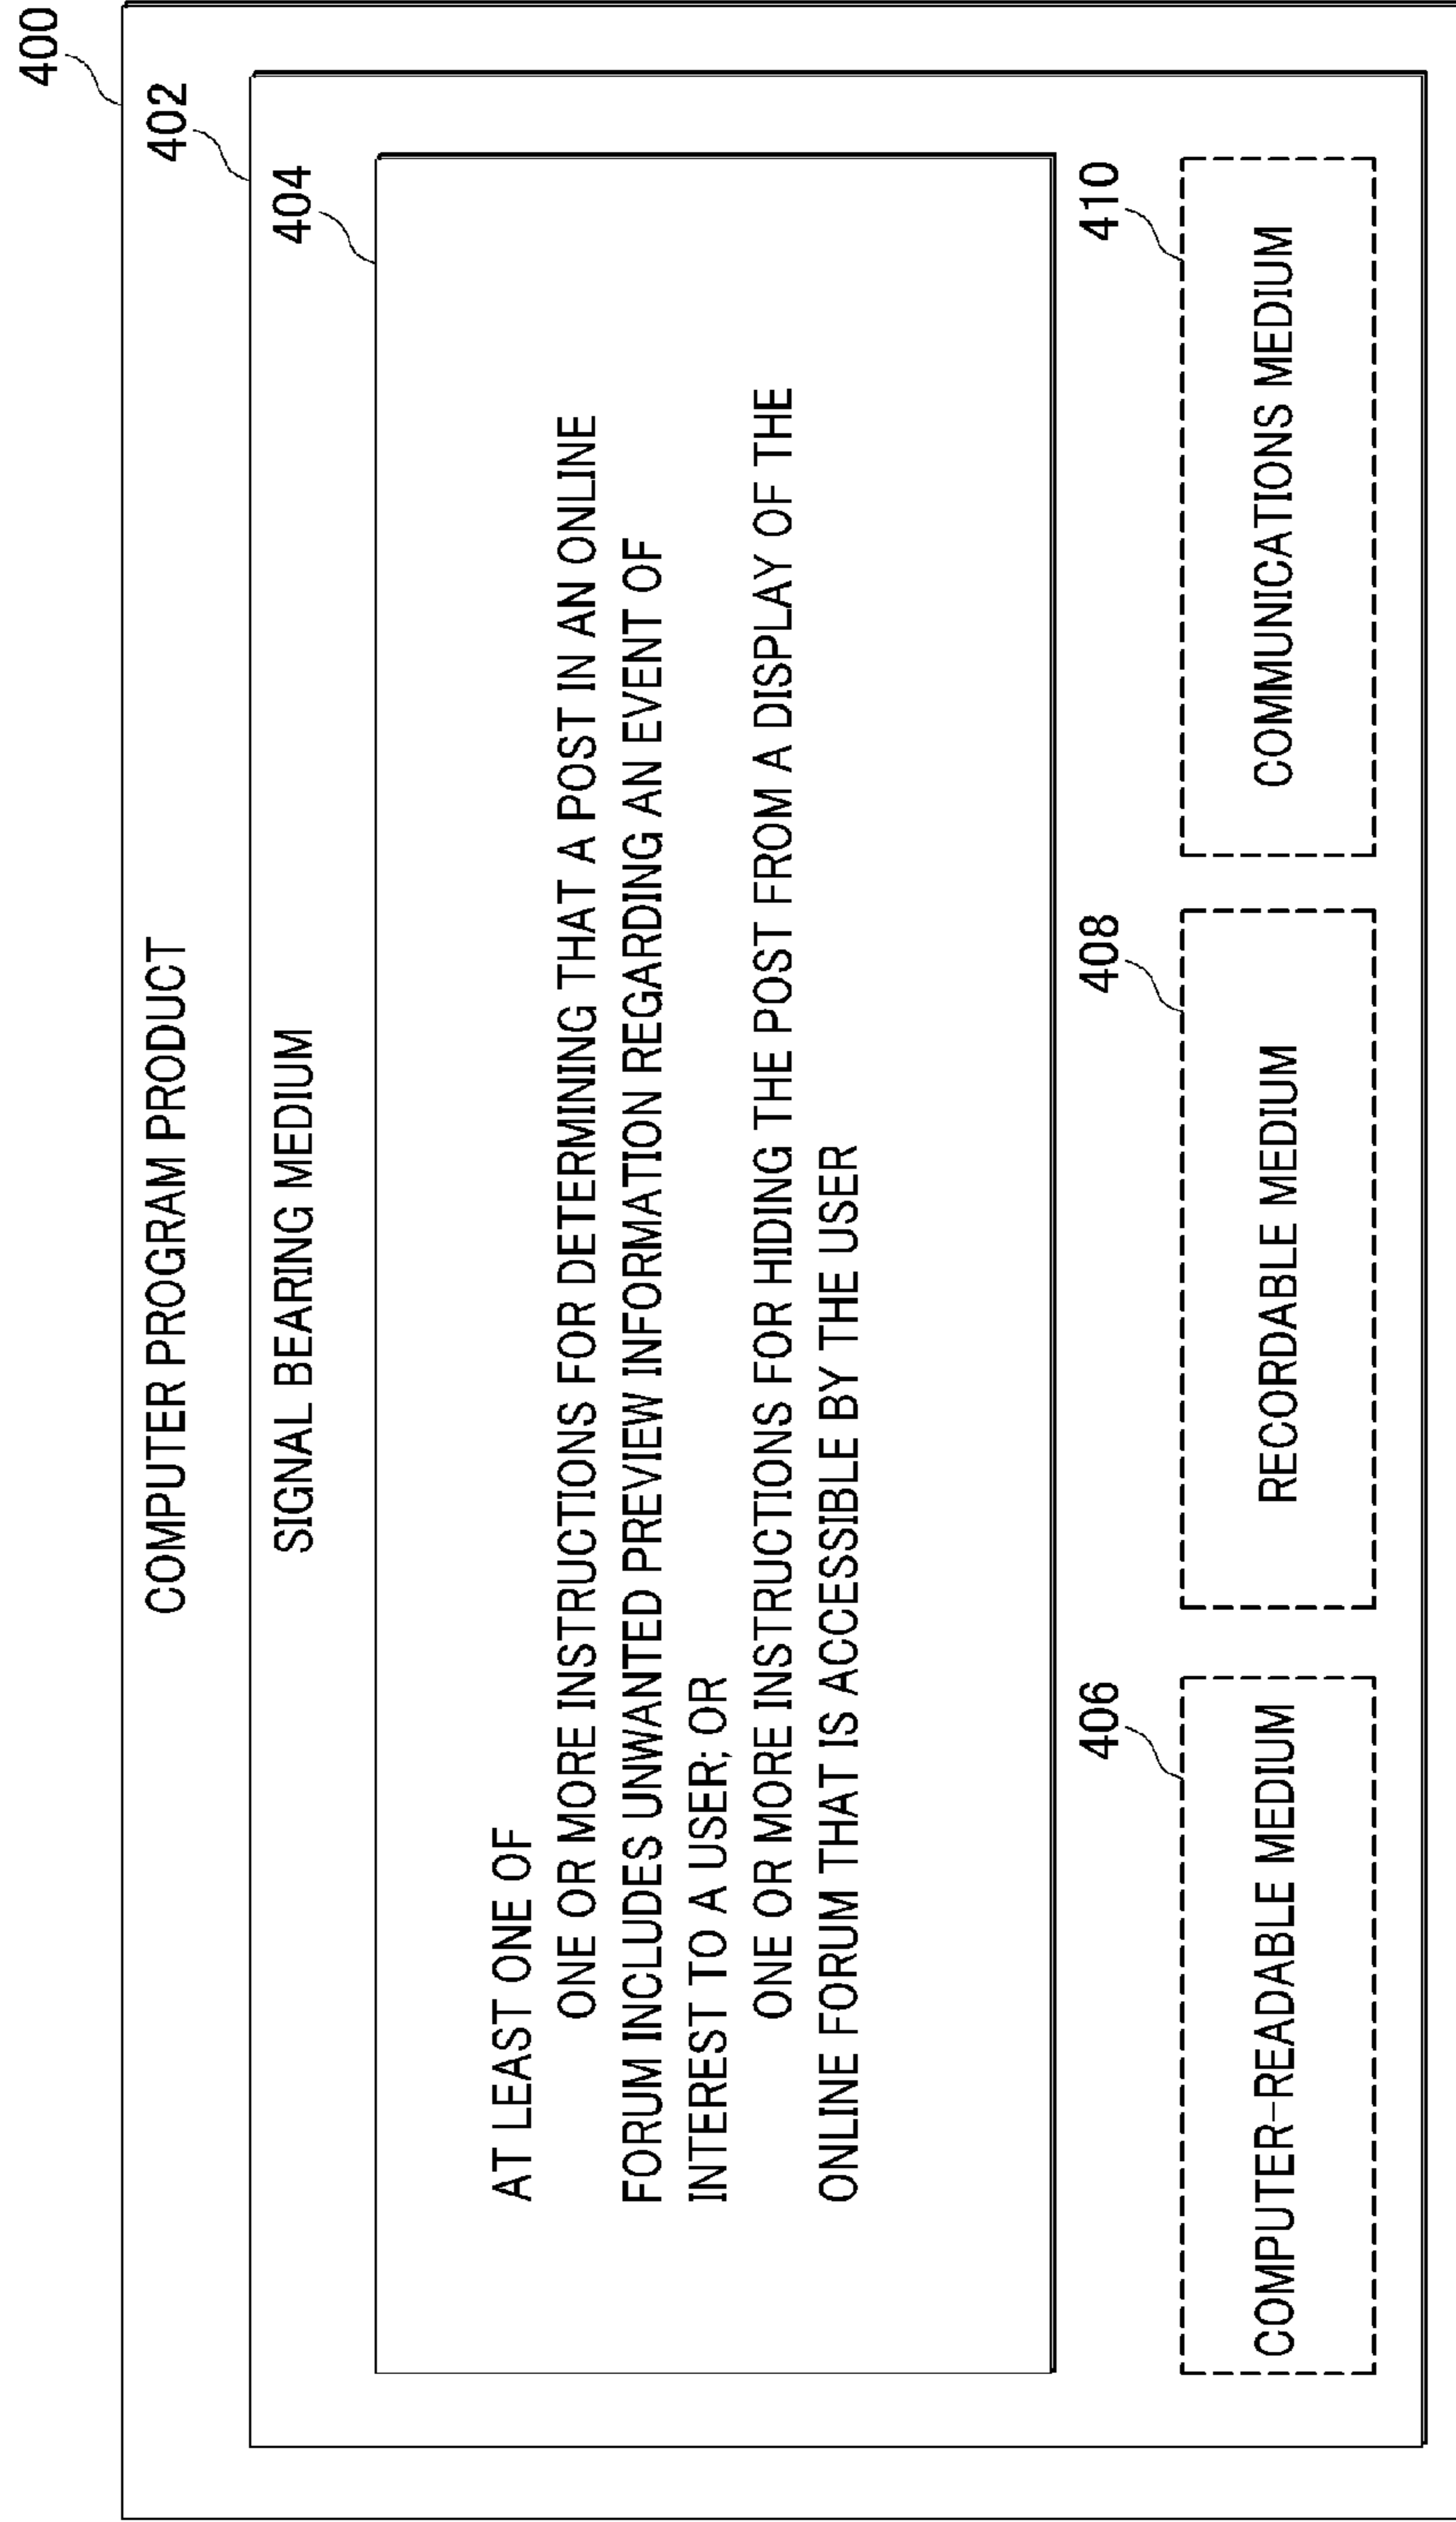 400
COMPUTER PROGRAM PRODUCT
402
SIGNAL BEARING MEDIUM
404
AT LEAST ONE OF
ONE OR MORE INSTRUCTIONS FOR DETERMINING THAT A POST IN AN ONLINE
FORUM INCLUDES UNWANTED PREVIEW INFORMATION REGARDING AN EVENT OF
INTEREST TO A USER; OR
ONE OR MORE INSTRUCTIONS FOR HIDING THE POST FROM A DISPLAY OF THE
ONLINE FORUM THAT IS ACCESSIBLE BY THE USER
406
COMPUTER-READABLE MEDIUM
408
RECORDABLE MEDIUM
410
COMMUNICATIONS MEDIUM